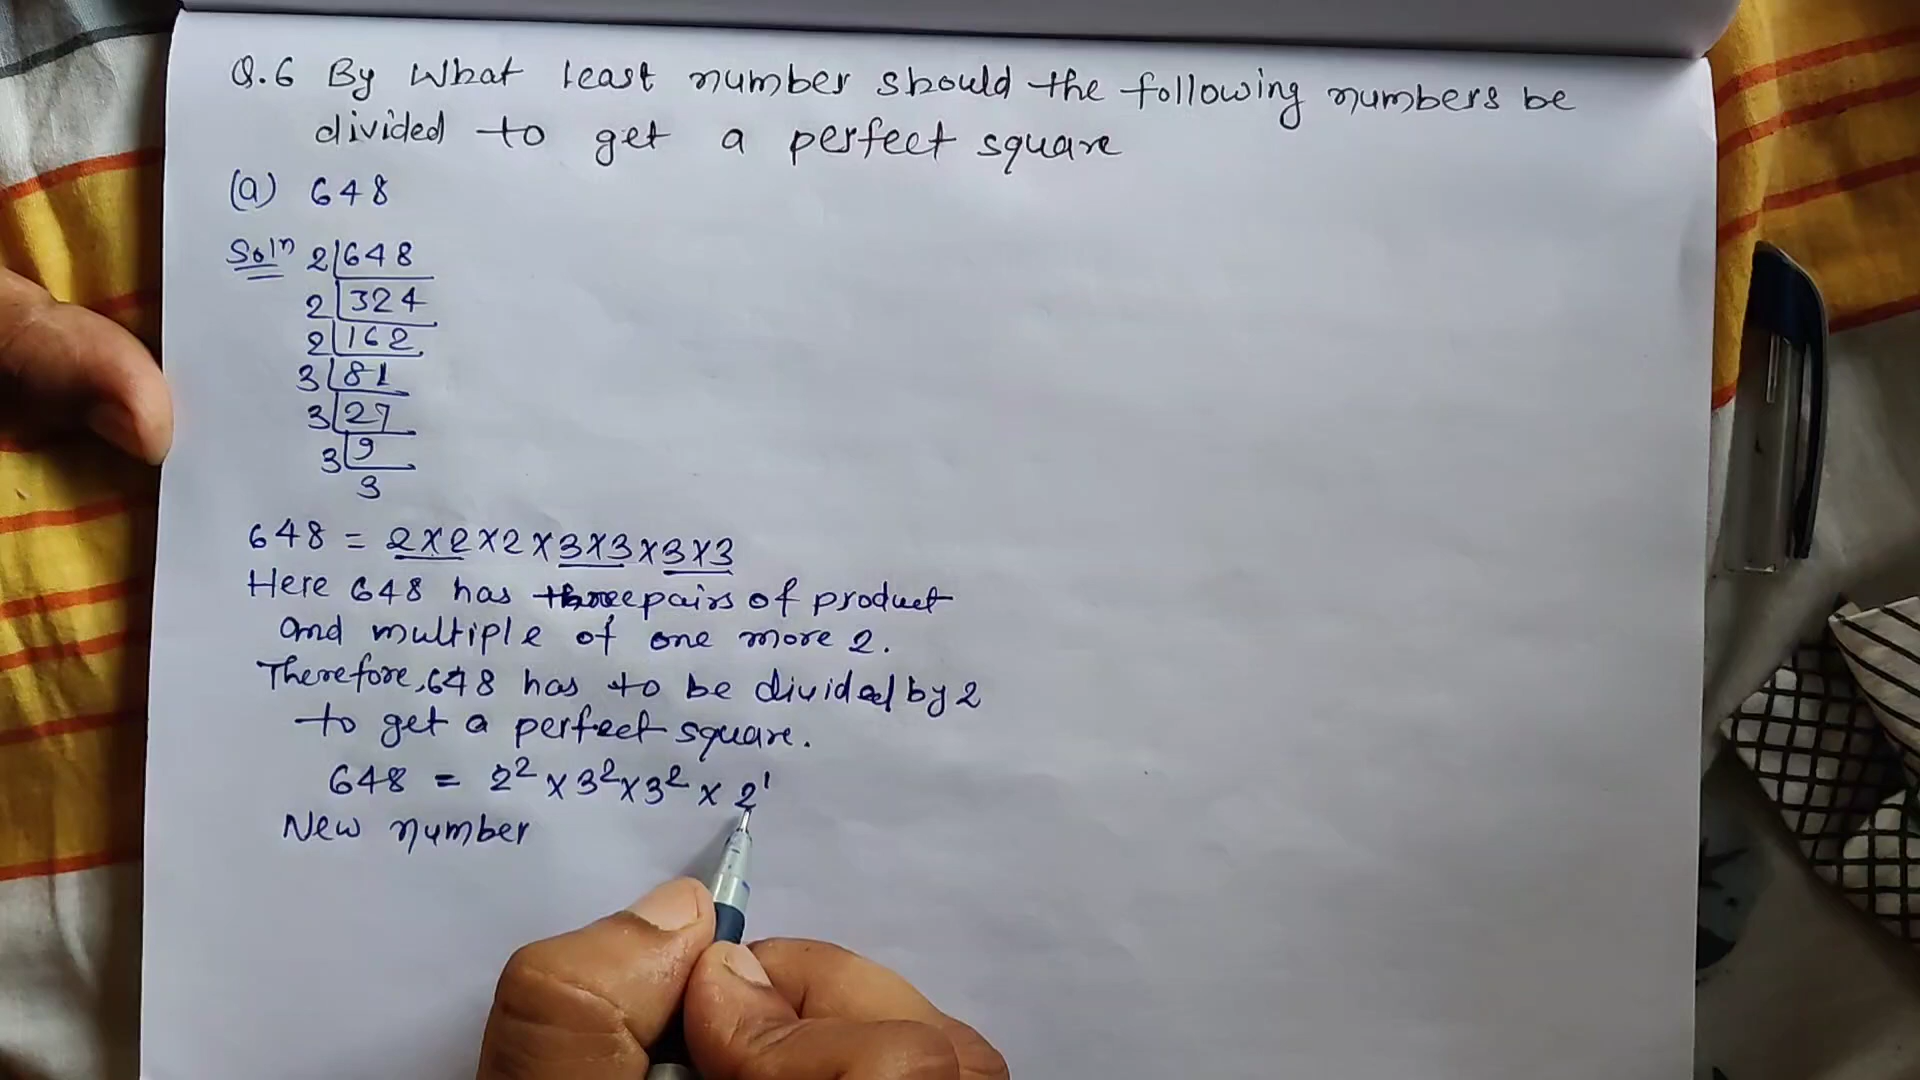 Q.6 By What least number should the following numbers be
divided to get a perfect square
(a) 648
Solⁿ 2|648
2|324
2|162
3|81
3|27
3|9
3
648 = 2×2×2×3×3×3×3
Here 648 has three pairs of product
and multiple of one more 2.
Therefore, 648 has to be divided by 2
to get a perfect square.
648 = 2² × 3² × 3² × 2¹
New number